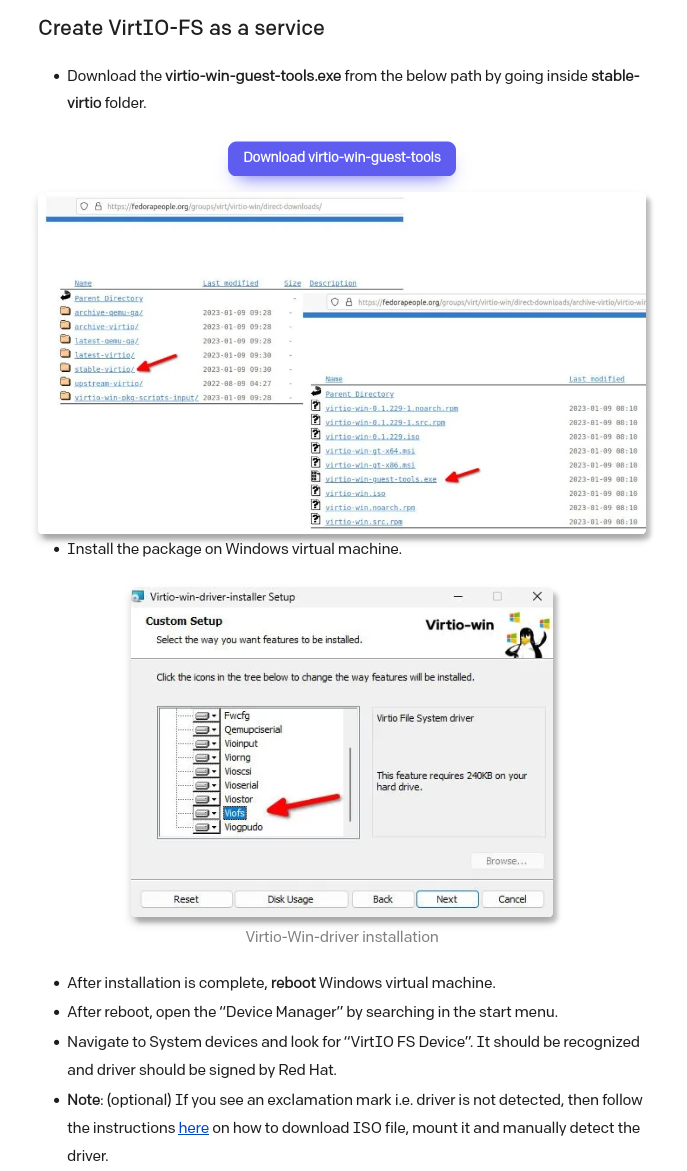 Create VirtIO-FS as a service
• Download the virtio-win-guest-tools.exe from the below path by going inside stable-
virtio folder.
Download virtio-win-guest-tools
https://fedorapeople.org/groups/virt/virtio-win/direct-downloads/
Name Last modified Size Description
Parent Directory -
archive-qemu-ga/ 2023-01-09 09:28 -
archive-virtio/ 2023-01-09 09:28 -
latest-qemu-ga/ 2023-01-09 09:28 -
latest-virtio/ 2023-01-09 09:30 -
stable-virtio/ 2023-01-09 09:30 -
upstream-virtio/ 2022-08-09 04:27 -
virtio-win-pkg-scripts-input/ 2023-01-09 09:28 -
https://fedorapeople.org/groups/virt/virtio-win/direct-downloads/archive-virtio/virtio-win
Name Last modified
Parent Directory
virtio-win-0.1.229-1.noarch.rpm 2023-01-09 08:10
virtio-win-0.1.229-1.src.rpm 2023-01-09 08:10
virtio-win-0.1.229.iso 2023-01-09 08:10
virtio-win-gt-x64.msi 2023-01-09 08:10
virtio-win-gt-x86.msi 2023-01-09 08:10
virtio-win-guest-tools.exe 2023-01-09 08:10
virtio-win.iso 2023-01-09 08:10
virtio-win.noarch.rpm 2023-01-09 08:10
virtio-win.src.rpm 2023-01-09 08:10
• Install the package on Windows virtual machine.
Virtio-win-driver-installer Setup
Custom Setup
Select the way you want features to be installed.
Virtio-win
Click the icons in the tree below to change the way features will be installed.
Fwcfg
Qemupciserial
Vioinput
Viorng
Vioscsi
Vioserial
Viostor
Viofs
Viogpudo
Virtio File System driver
This feature requires 240KB on your
hard drive.
Browse...
Reset Disk Usage Back Next Cancel
Virtio-Win-driver installation
• After installation is complete, reboot Windows virtual machine.
• After reboot, open the “Device Manager” by searching in the start menu.
• Navigate to System devices and look for “VirtIO FS Device”. It should be recognized
and driver should be signed by Red Hat.
• Note: (optional) If you see an exclamation mark i.e. driver is not detected, then follow
the instructions here on how to download ISO file, mount it and manually detect the
driver.